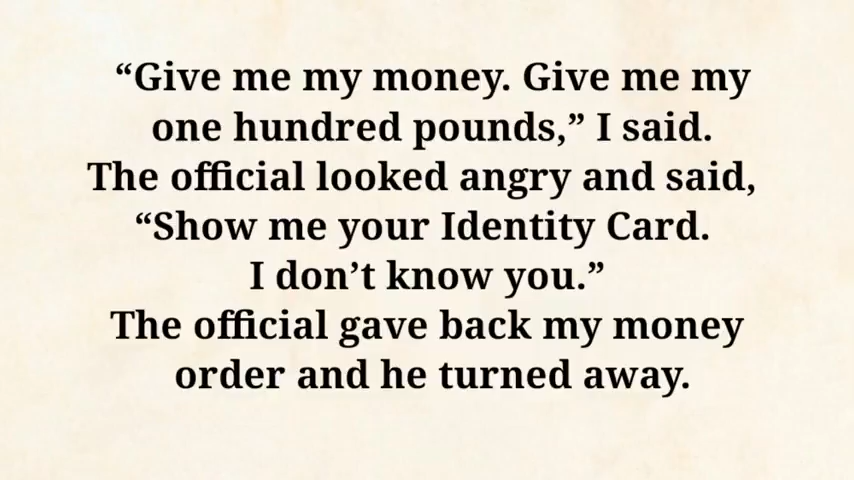 “Give me my money. Give me my
one hundred pounds,” I said.
The official looked angry and said,
“Show me your Identity Card.
I don’t know you.”
The official gave back my money
order and he turned away.